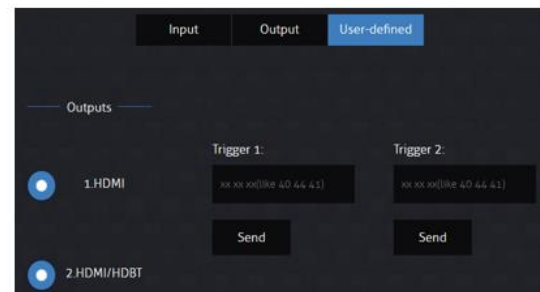 Input Output User-defined
Outputs
Trigger 1: Trigger 2:
1.HDMI xx xx xx(like 40 44 41) xx xx xx(like 40 44 41)
Send Send
2.HDMI/HDBT